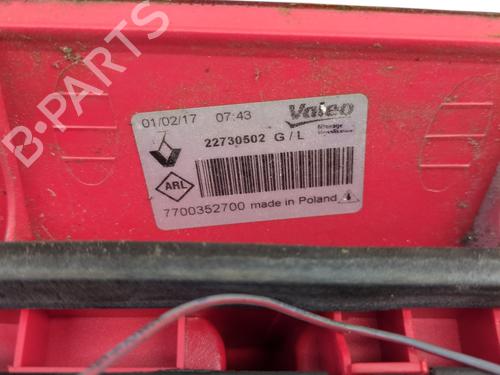 01/02/17 07:43 Valeo
22730502 G / L
ARL
7700352700 made in Poland
B-PARTS